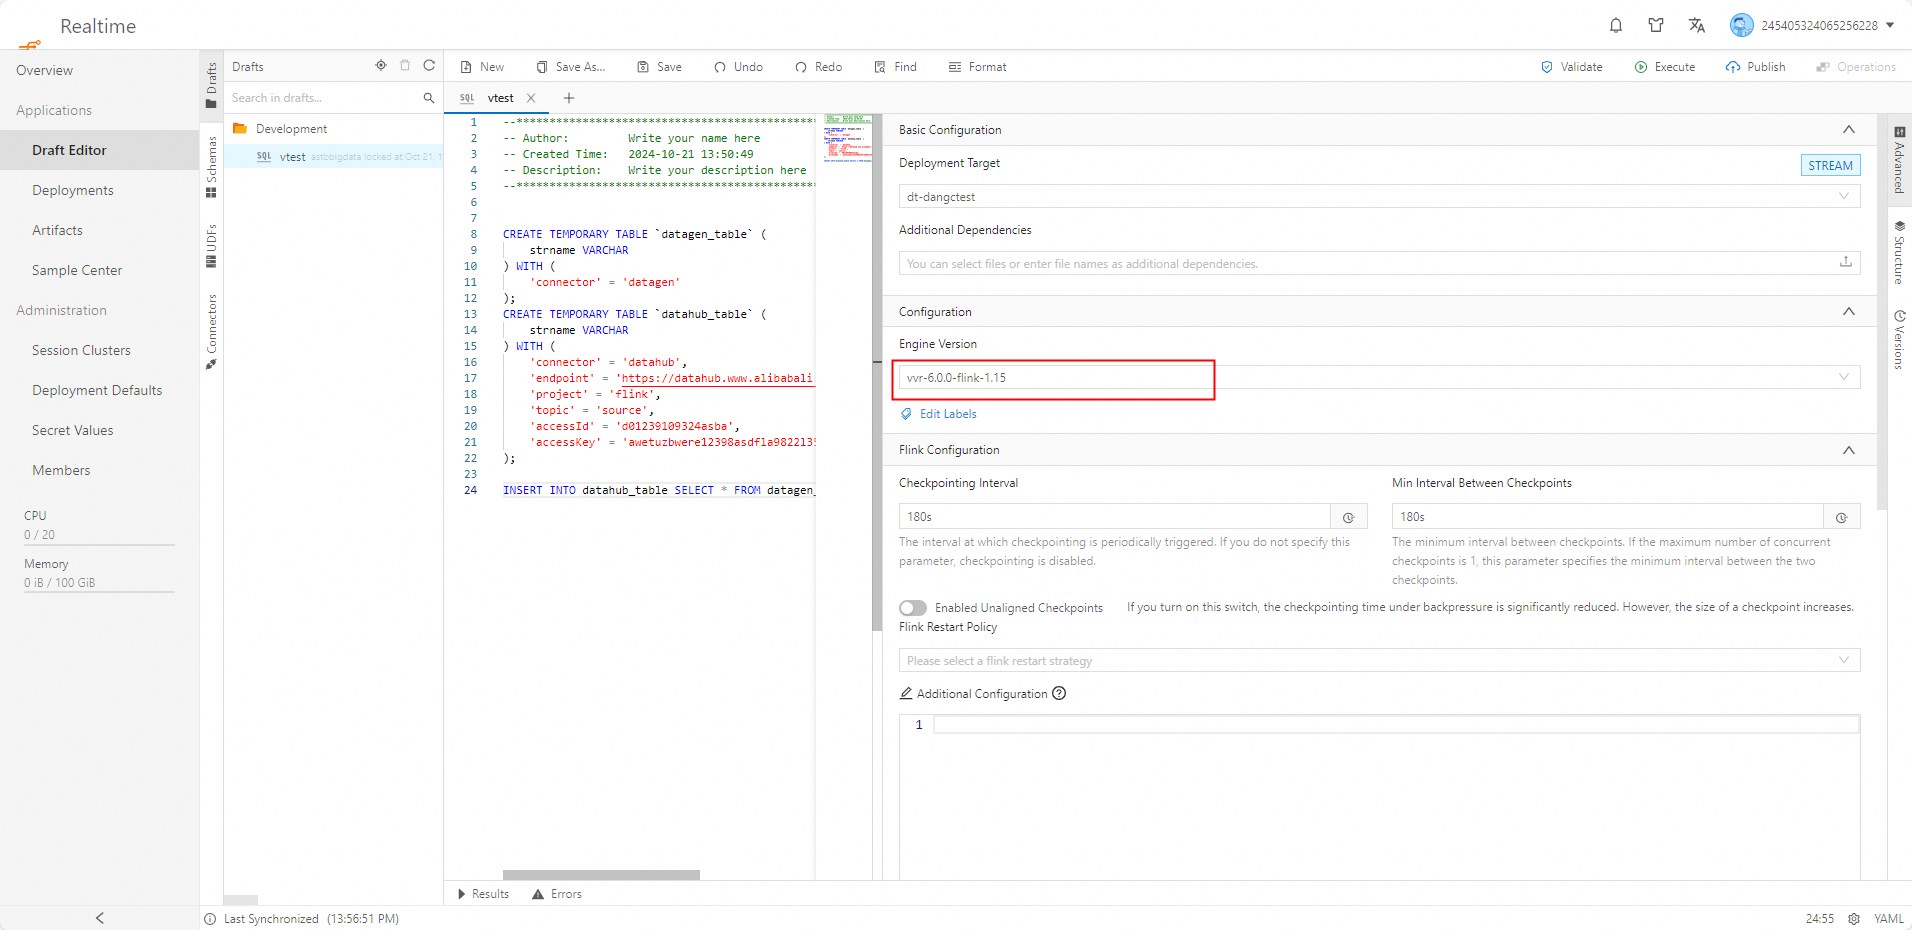 Realtime
245405324065256228
Overview
Applications
Draft Editor
Deployments
Artifacts
Sample Center
Administration
Session Clusters
Deployment Defaults
Secret Values
Members
CPU
0 / 20
Memory
0 iB / 100 GiB
Drafts
Schemas
UDFs
Connectors
Drafts
Search in drafts...
Development
SQL vtest astbbigdata locked at Oct 21, 1
New Save As... Save Undo Redo Find Format
Validate Execute Publish Operations
SQL vtest
1 --************************************************
2 -- Author: Write your name here
3 -- Created Time: 2024-10-21 13:50:49
4 -- Description: Write your description here
5 --************************************************
6
7
8 CREATE TEMPORARY TABLE `datagen_table` (
9 strname VARCHAR
10 ) WITH (
11 'connector' = 'datagen'
12 );
13 CREATE TEMPORARY TABLE `datahub_table` (
14 strname VARCHAR
15 ) WITH (
16 'connector' = 'datahub',
17 'endpoint' = 'https://datahub.www.alibabali
18 'project' = 'flink',
19 'topic' = 'source',
20 'accessId' = 'd01239109324asba',
21 'accessKey' = 'awetuzbwere12398asdfla9822135
22 );
23
24 INSERT INTO datahub_table SELECT * FROM datagen_
Basic Configuration
Deployment Target
STREAM
dt-dangctest
Additional Dependencies
You can select files or enter file names as additional dependencies.
Configuration
Engine Version
vvr-6.0.0-flink-1.15
Edit Labels
Flink Configuration
Checkpointing Interval
180s
The interval at which checkpointing is periodically triggered. If you do not specify this
parameter, checkpointing is disabled.
Min Interval Between Checkpoints
180s
The minimum interval between checkpoints. If the maximum number of concurrent
checkpoints is 1, this parameter specifies the minimum interval between the two
checkpoints.
Enabled Unaligned Checkpoints If you turn on this switch, the checkpointing time under backpressure is significantly reduced. However, the size of a checkpoint increases.
Flink Restart Policy
Please select a flink restart strategy
Additional Configuration
1
Advanced
Structure
Versions
Results Errors
Last Synchronized (13:56:51 PM)
24:55 YAML